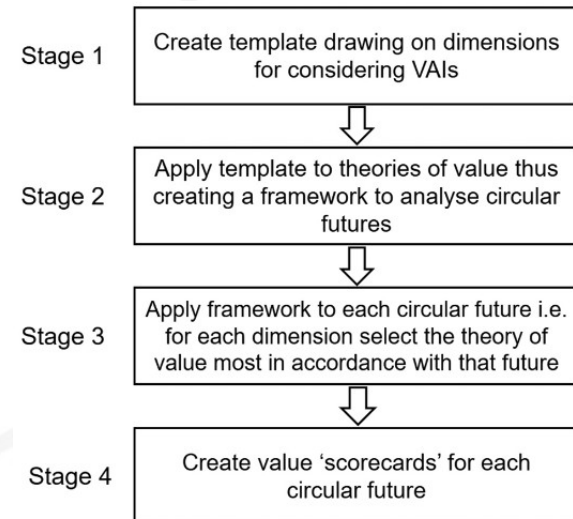 Stage 1
Create template drawing on dimensions
for considering VAIs
Stage 2
Apply template to theories of value thus
creating a framework to analyse circular
futures
Stage 3
Apply framework to each circular future i.e.
for each dimension select the theory of
value most in accordance with that future
Stage 4
Create value ‘scorecards’ for each
circular future